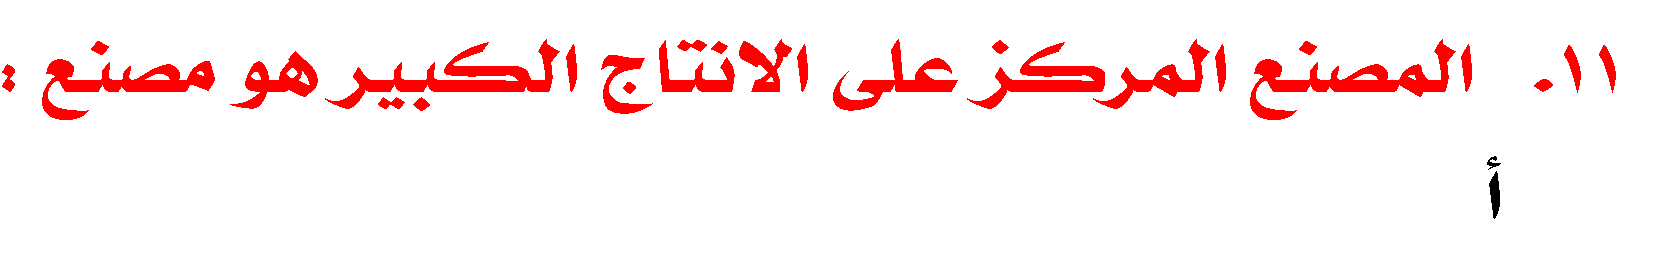 ١١. المصنع المركز على الانتاج الكبير هو مصنع :
أ